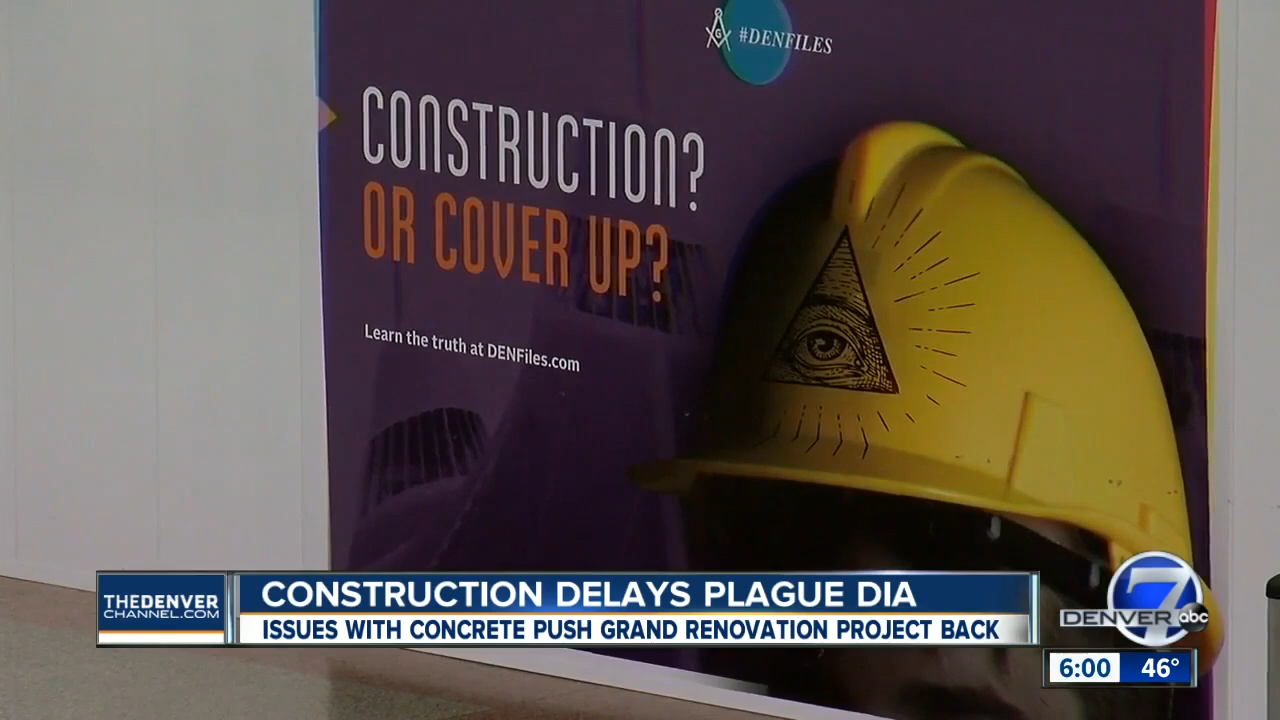 G #DENFILES
CONSTRUCTION?
OR COVER UP?
Learn the truth at DENFiles.com
THEDENVER
CHANNEL.COM
CONSTRUCTION DELAYS PLAGUE DIA
ISSUES WITH CONCRETE PUSH GRAND RENOVATION PROJECT BACK
DENVER 7 abc
6:00 46°